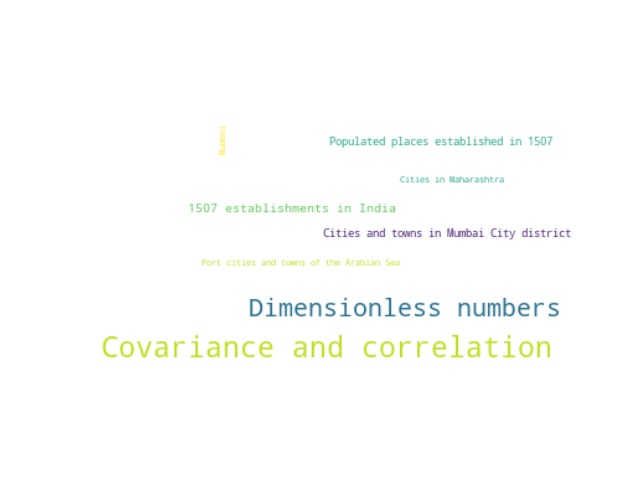 Mumbai
Populated places established in 1507
Cities in Maharashtra
1507 establishments in India
Cities and towns in Mumbai City district
Port cities and towns of the Arabian Sea
Dimensionless numbers
Covariance and correlation